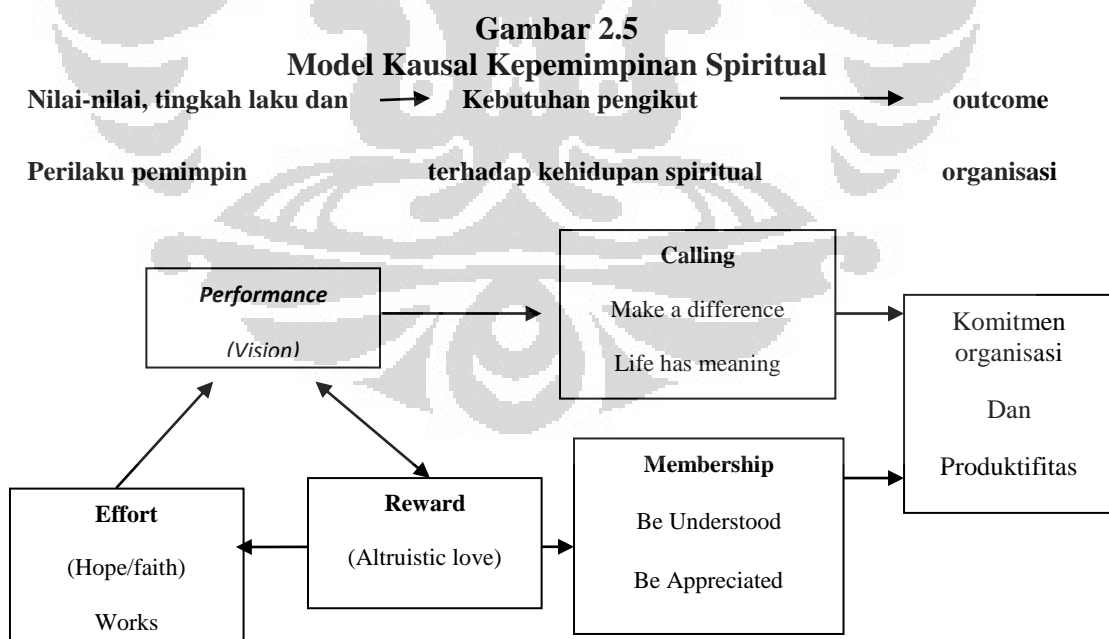 Gambar 2.5
Model Kausal Kepemimpinan Spiritual
Nilai-nilai, tingkah laku dan Kebutuhan pengikut outcome
Perilaku pemimpin terhadap kehidupan spiritual organisasi
Performance
(Vision)
Calling
Make a difference
Life has meaning
Komitmen
organisasi
Dan
Produktifitas
Effort
(Hope/faith)
Works
Reward
(Altruistic love)
Membership
Be Understood
Be Appreciated